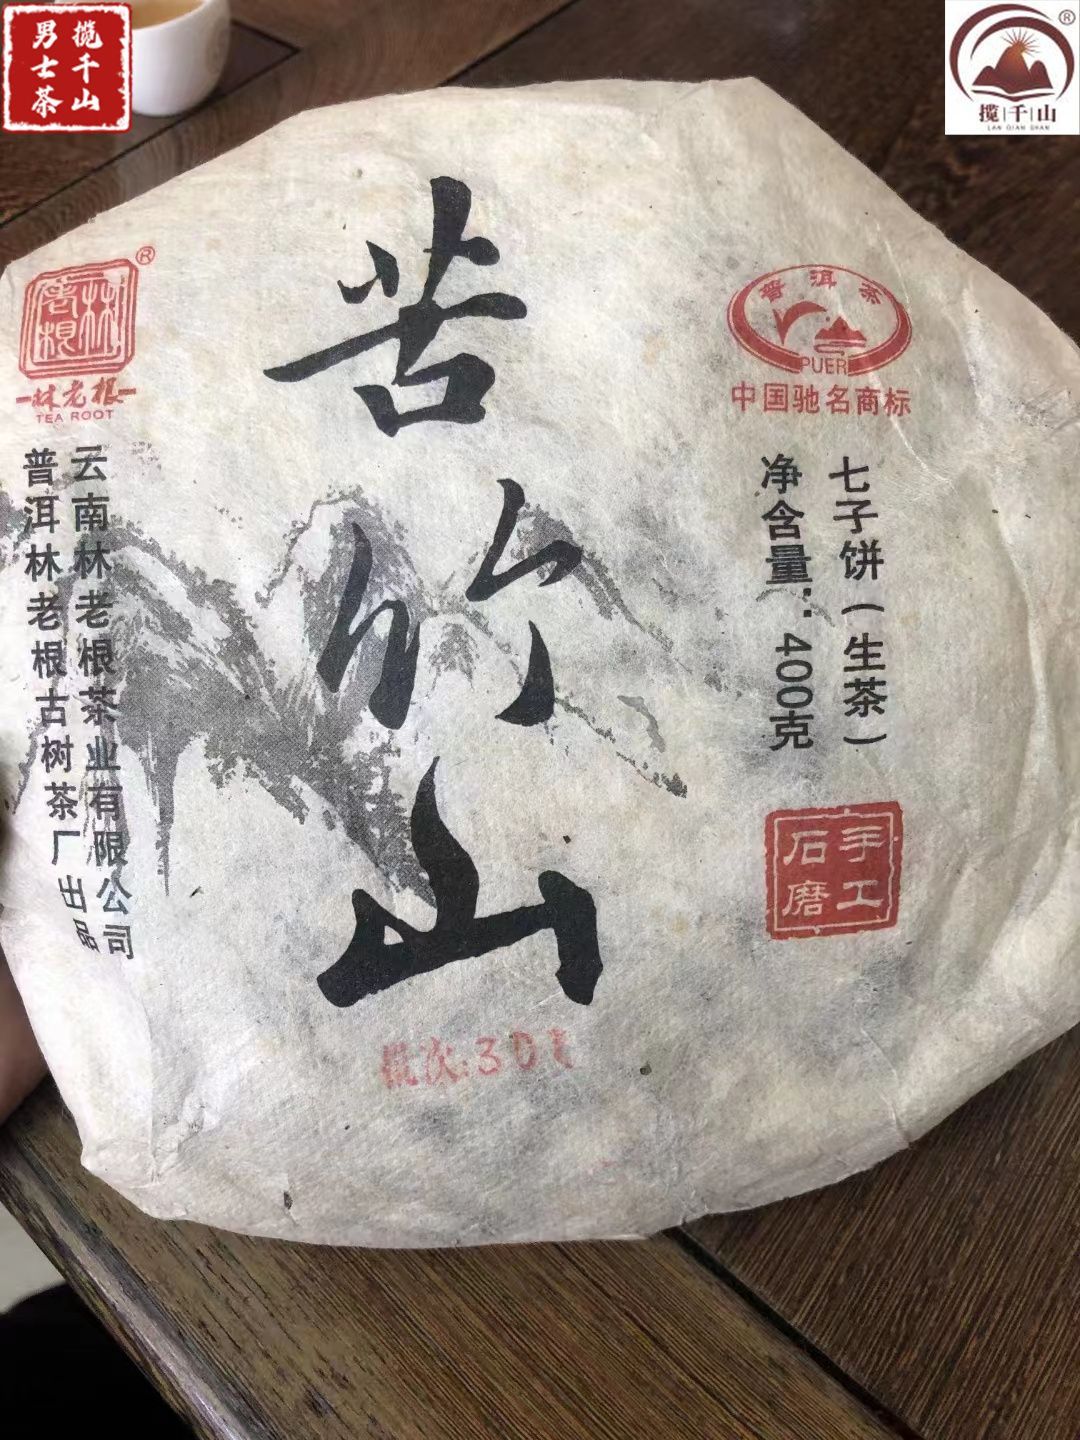 揽千山
男士茶
揽|千|山
LAN QIAN SHAN
®
苦竹山
®
林老根
林老根
TEA ROOT
云南林老根茶业有限公司
普洱林老根古树茶厂出品
普洱茶
PUER
中国驰名商标
七子饼(生茶)
净含量:400克
手工
石磨
批次:30